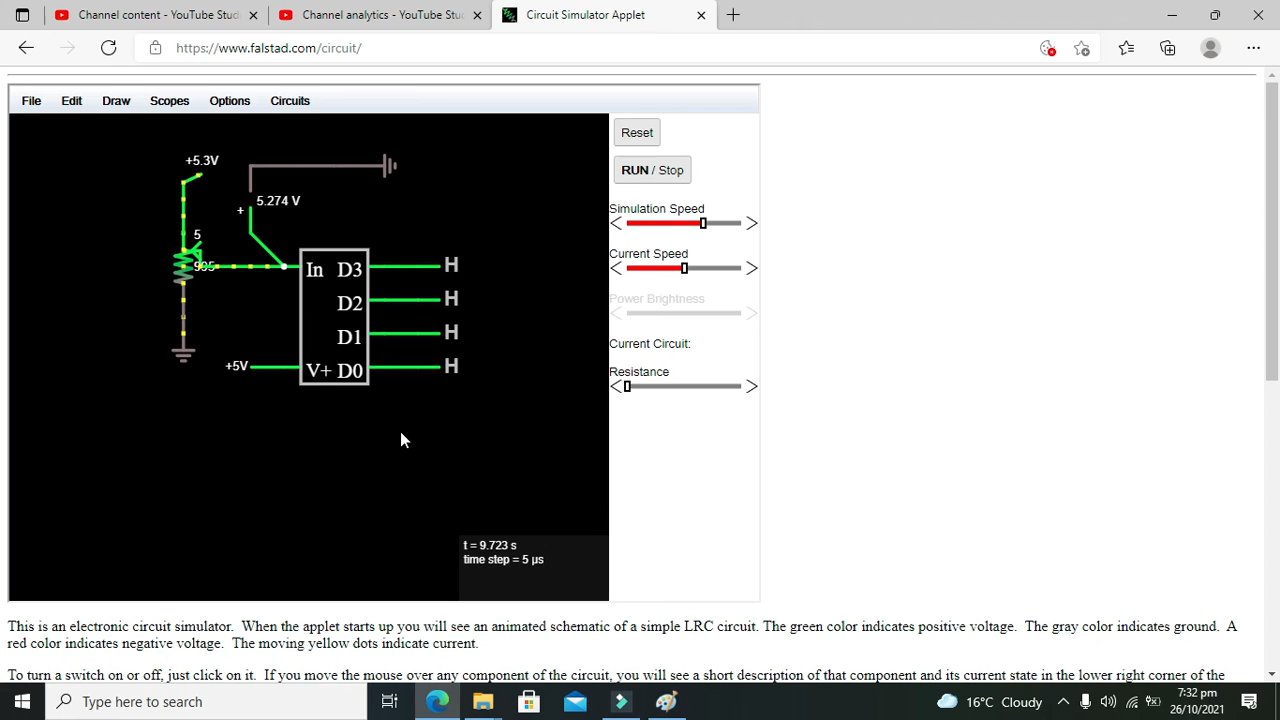 Channel content - YouTube Stud
Channel analytics - YouTube Stu
Circuit Simulator Applet
https://www.falstad.com/circuit/
File Edit Draw Scopes Options Circuits
+5.3V
5.274 V
+
5
995
In D3 H
D2 H
D1 H
+5V V+ D0 H
t = 9.723 s
time step = 5 µs
Reset
RUN / Stop
Simulation Speed
Current Speed
Power Brightness
Current Circuit:
Resistance
This is an electronic circuit simulator. When the applet starts up you will see an animated schematic of a simple LRC circuit. The green color indicates positive voltage. The gray color indicates ground. A
red color indicates negative voltage. The moving yellow dots indicate current.
To turn a switch on or off, just click on it. If you move the mouse over any component of the circuit, you will see a short description of that component and its current state in the lower right corner of the
Type here to search
16°C Cloudy
7:32 pm
26/10/2021